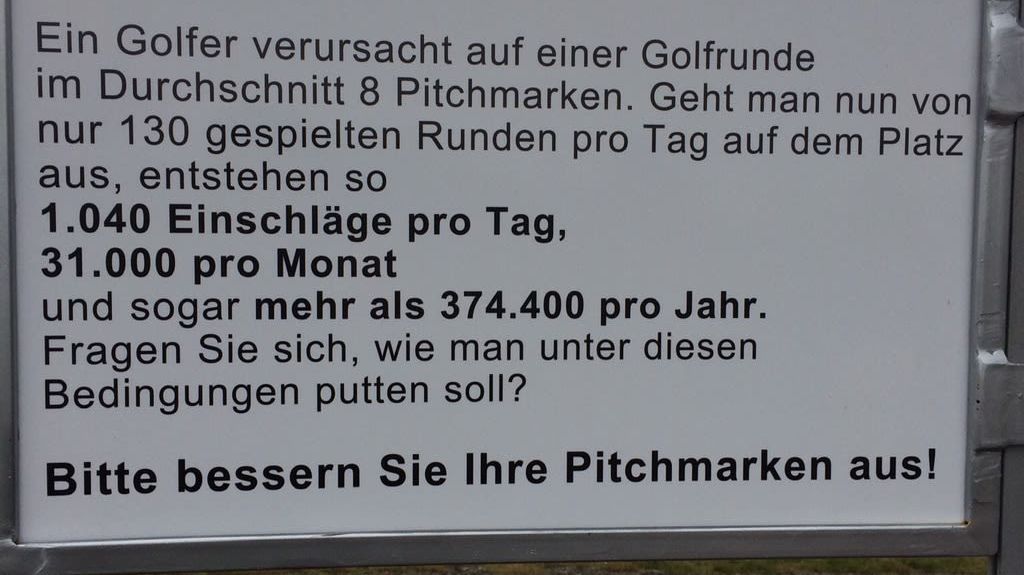 Ein Golfer verursacht auf einer Golfrunde
im Durchschnitt 8 Pitchmarken. Geht man nun von
nur 130 gespielten Runden pro Tag auf dem Platz
aus, entstehen so
1.040 Einschläge pro Tag,
31.000 pro Monat
und sogar mehr als 374.400 pro Jahr.
Fragen Sie sich, wie man unter diesen
Bedingungen putten soll?
Bitte bessern Sie Ihre Pitchmarken aus!